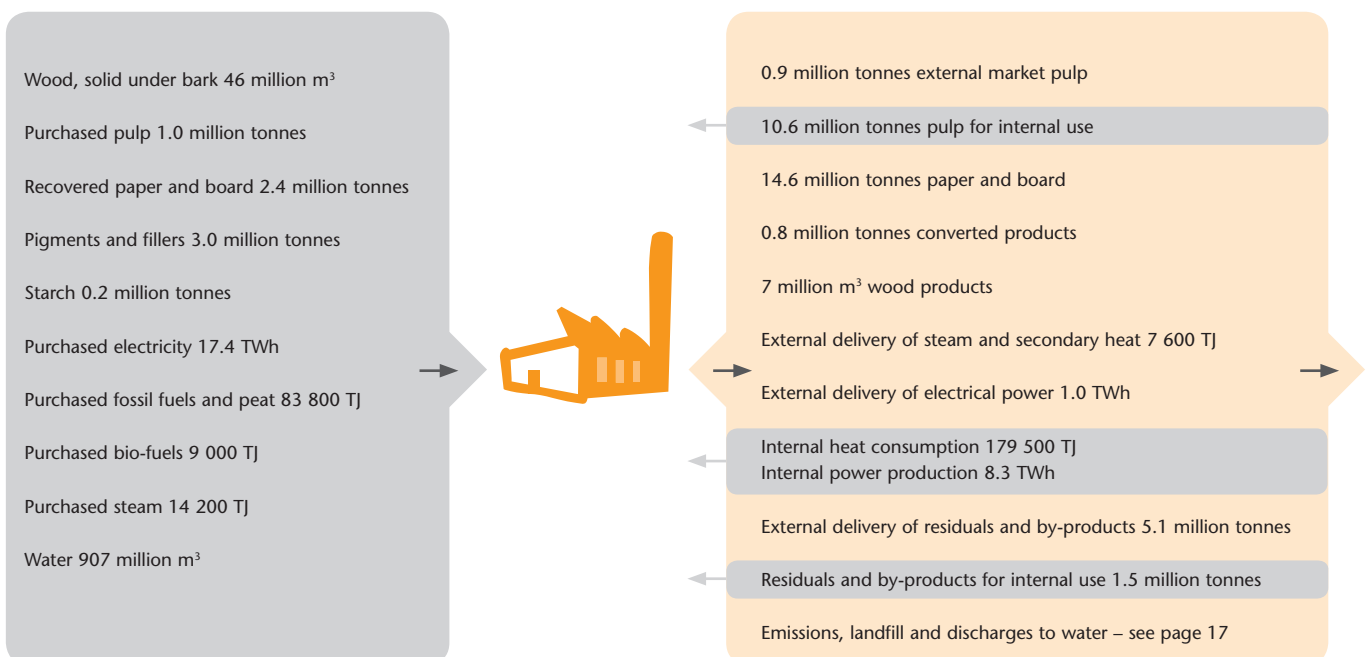 Wood, solid under bark 46 million m³
Purchased pulp 1.0 million tonnes
Recovered paper and board 2.4 million tonnes
Pigments and fillers 3.0 million tonnes
Starch 0.2 million tonnes
Purchased electricity 17.4 TWh
Purchased fossil fuels and peat 83 800 TJ
Purchased bio-fuels 9 000 TJ
Purchased steam 14 200 TJ
Water 907 million m³
0.9 million tonnes external market pulp
10.6 million tonnes pulp for internal use
14.6 million tonnes paper and board
0.8 million tonnes converted products
7 million m³ wood products
External delivery of steam and secondary heat 7 600 TJ
External delivery of electrical power 1.0 TWh
Internal heat consumption 179 500 TJ
Internal power production 8.3 TWh
External delivery of residuals and by-products 5.1 million tonnes
Residuals and by-products for internal use 1.5 million tonnes
Emissions, landfill and discharges to water – see page 17